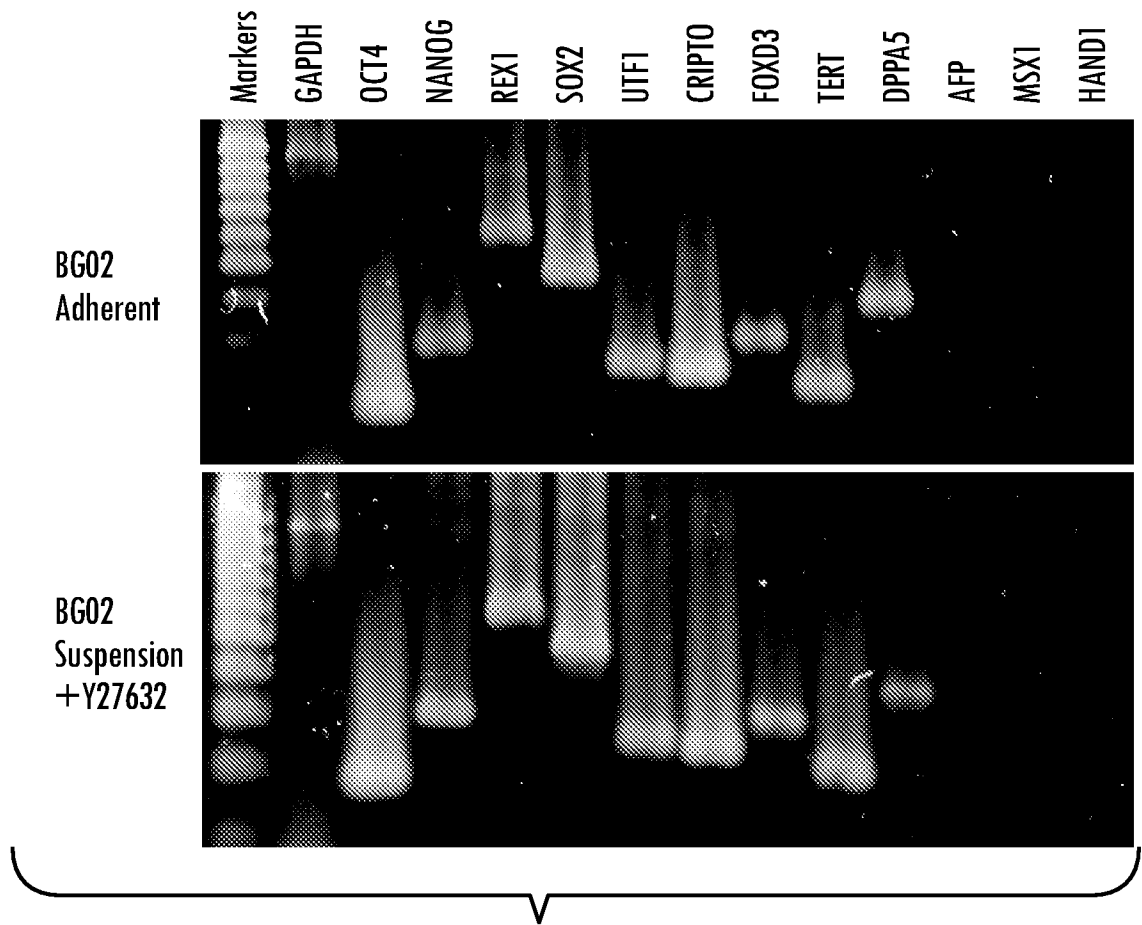 Markers
GAPDH
OCT4
NANOG
REX1
SOX2
UTF1
CRIPTO
FOXD3
TERT
DPPA5
AFP
MSX1
HAND1
BG02
Adherent
BG02
Suspension
+Y27632